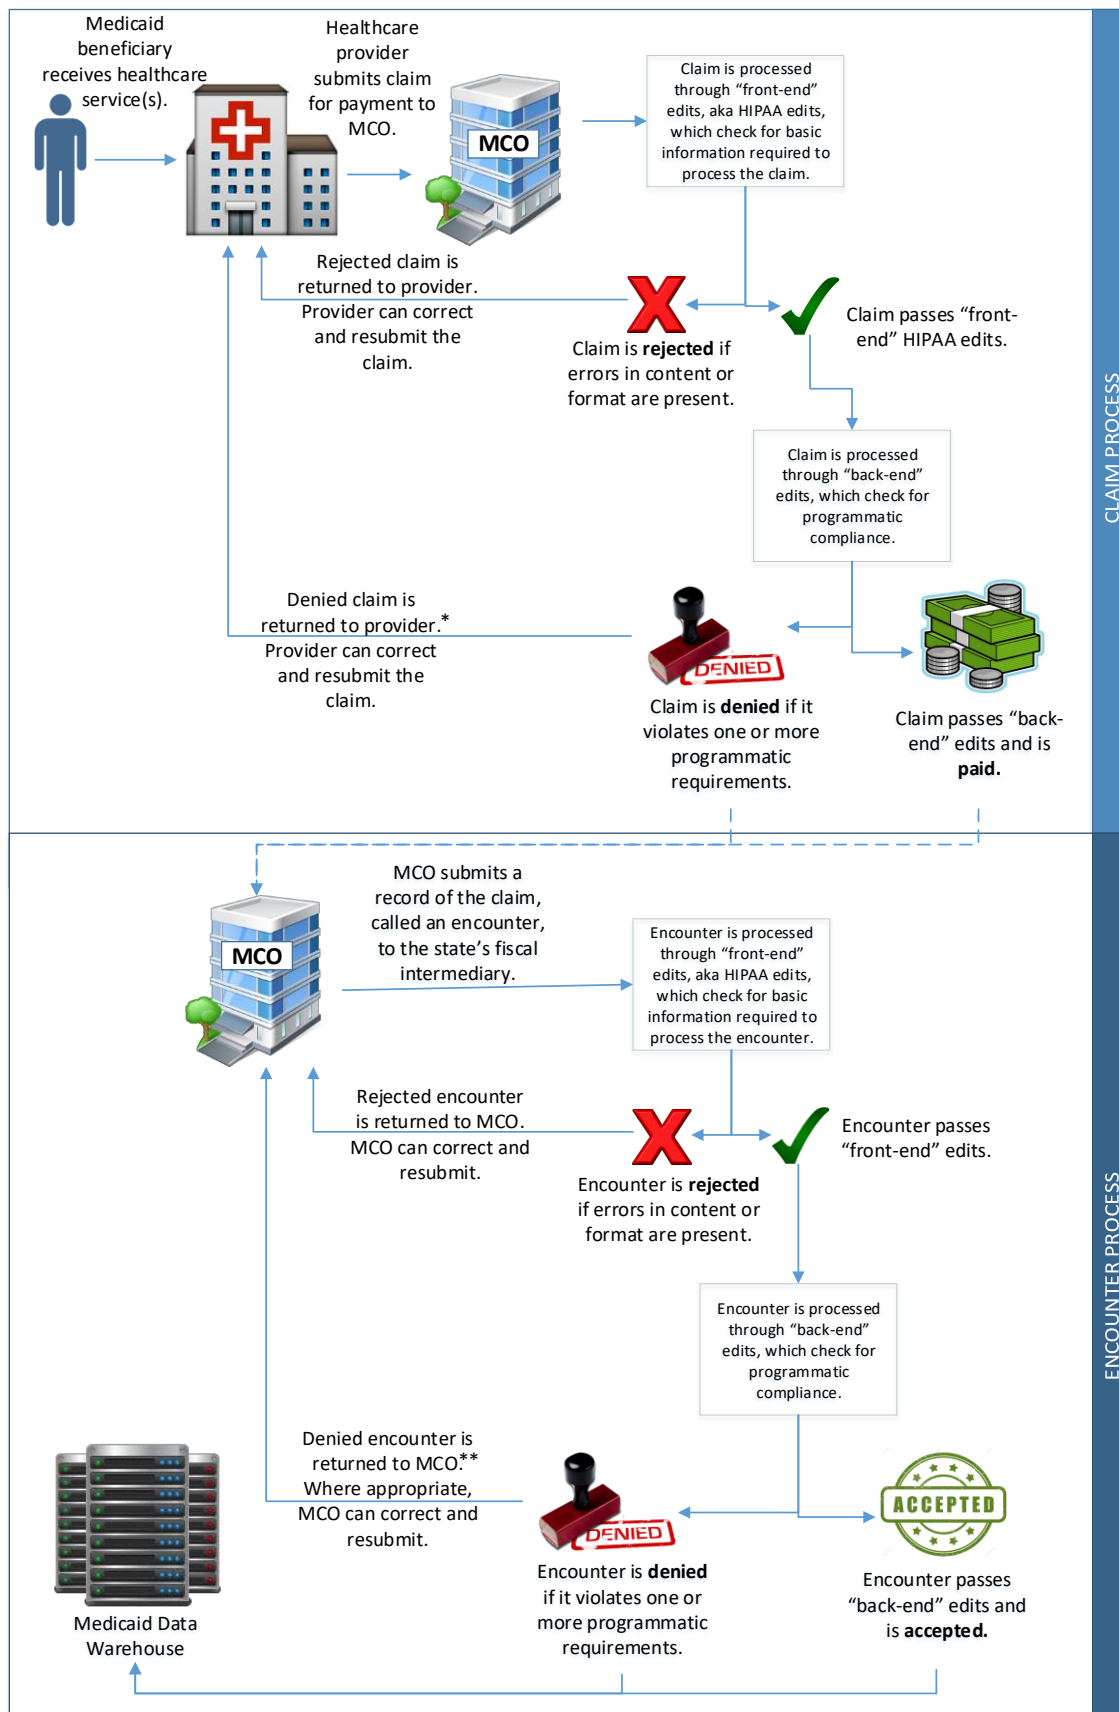 Medicaid
beneficiary
receives healthcare
service(s).
Healthcare
provider
submits claim
for payment to
MCO.
MCO
Claim is processed
through “front-end”
edits, aka HIPAA edits,
which check for basic
information required to
process the claim.
Rejected claim is
returned to provider.
Provider can correct
and resubmit the
claim.
Claim is rejected if
errors in content or
format are present.
Claim passes “front-
end” HIPAA edits.
Claim is processed
through “back-end”
edits, which check for
programmatic
compliance.
Denied claim is
returned to provider.*
Provider can correct
and resubmit the
claim.
DENIED
Claim is denied if it
violates one or more
programmatic
requirements.
Claim passes “back-
end” edits and is
paid.
CLAIM PROCESS
MCO
MCO submits a
record of the claim,
called an encounter,
to the state’s fiscal
intermediary.
Encounter is processed
through “front-end”
edits, aka HIPAA edits,
which check for basic
information required to
process the encounter.
Rejected encounter
is returned to MCO.
MCO can correct and
resubmit.
Encounter is rejected
if errors in content or
format are present.
Encounter passes
“front-end” edits.
Encounter is processed
through “back-end”
edits, which check for
programmatic
compliance.
Denied encounter is
returned to MCO.**
Where appropriate,
MCO can correct and
resubmit.
DENIED
Encounter is denied
if it violates one or
more programmatic
requirements.
ACCEPTED
Encounter passes
“back-end” edits and
is accepted.
Medicaid Data
Warehouse
ENCOUNTER PROCESS